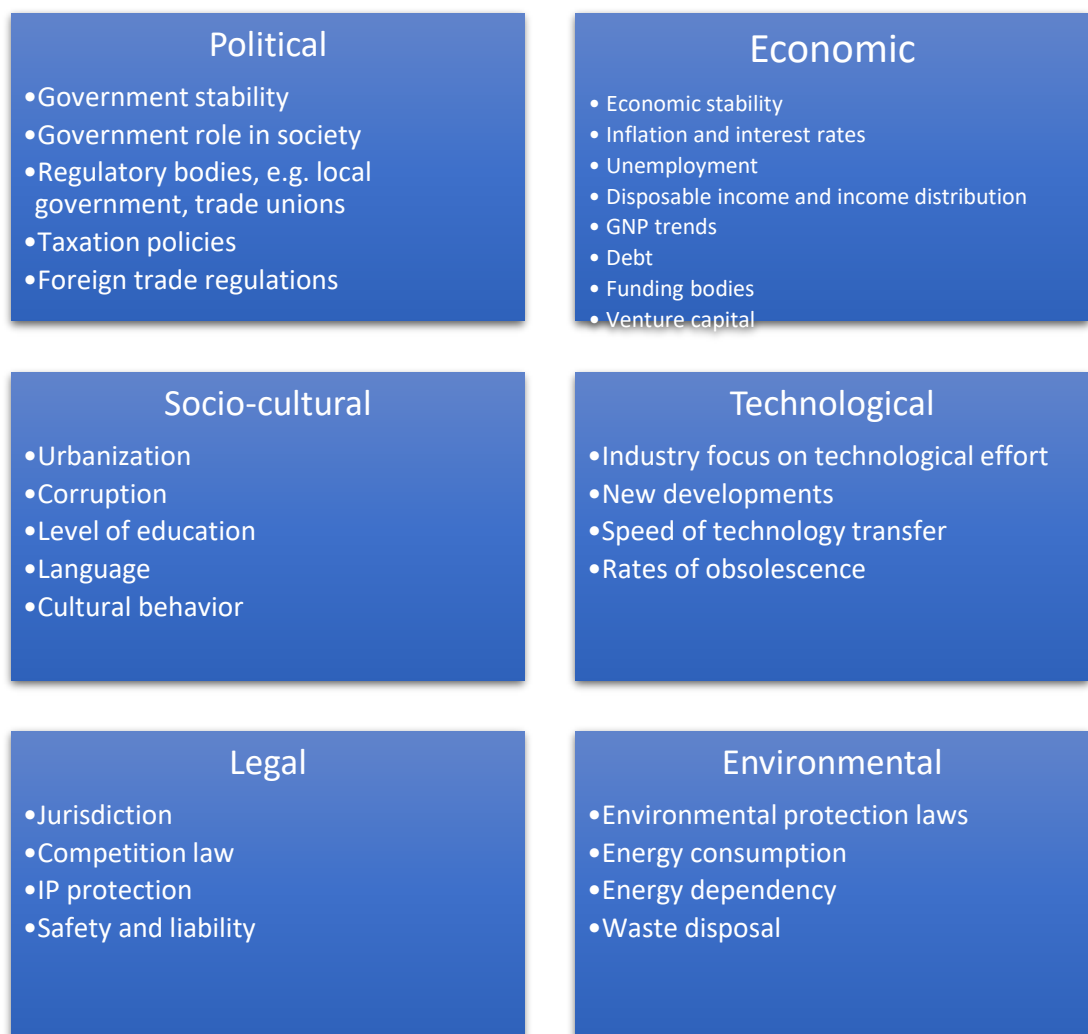 Political
•Government stability
•Government role in society
•Regulatory bodies, e.g. local
government, trade unions
•Taxation policies
•Foreign trade regulations
Economic
• Economic stability
• Inflation and interest rates
• Unemployment
• Disposable income and income distribution
• GNP trends
• Debt
• Funding bodies
• Venture capital
Socio-cultural
•Urbanization
•Corruption
•Level of education
•Language
•Cultural behavior
Technological
•Industry focus on technological effort
•New developments
•Speed of technology transfer
•Rates of obsolescence
Legal
•Jurisdiction
•Competition law
•IP protection
•Safety and liability
Environmental
•Environmental protection laws
•Energy consumption
•Energy dependency
•Waste disposal